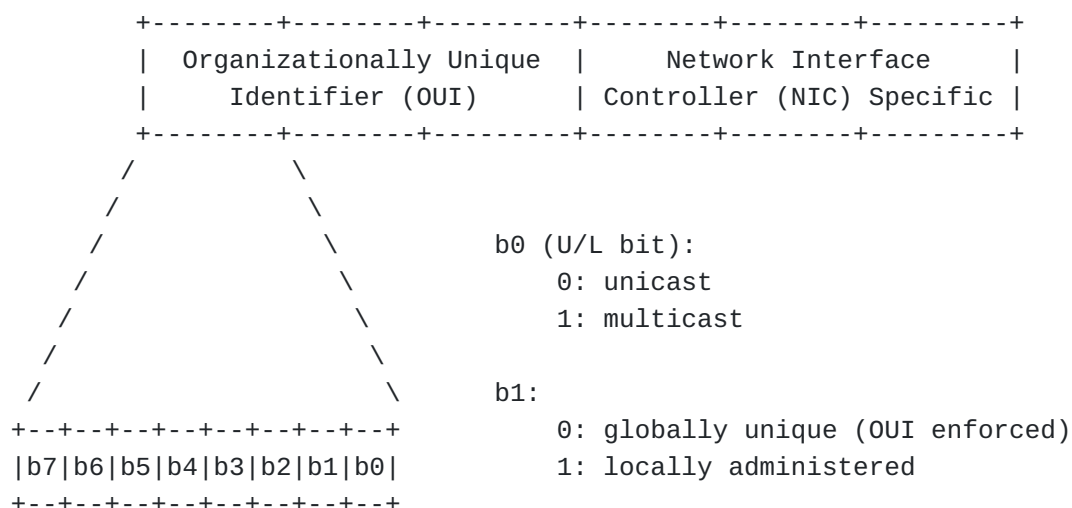 +--------+--------+---------+--------+--------+---------+
| Organizationally Unique | Network Interface |
| Identifier (OUI) | Controller (NIC) Specific |
+--------+--------+---------+--------+--------+---------+
/ \
/ \
/ \ b0 (U/L bit):
/ \ 0: unicast
/ \ 1: multicast
/ \
/ \ b1:
+--+--+--+--+--+--+--+--+ 0: globally unique (OUI enforced)
|b7|b6|b5|b4|b3|b2|b1|b0| 1: locally administered
+--+--+--+--+--+--+--+--+